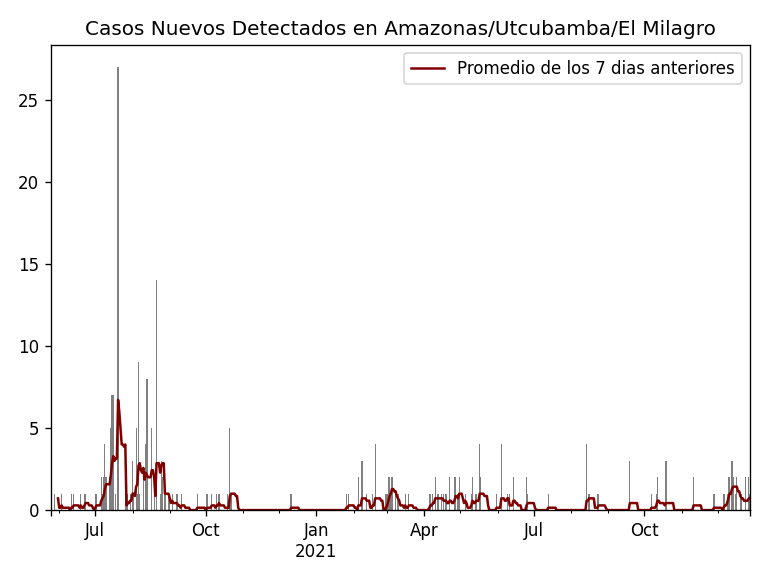 Casos Nuevos Detectados en Amazonas/Utcubamba/El Milagro
Promedio de los 7 dias anteriores
25
20
15
10
5
0
Jul Oct Jan Apr Jul Oct
2021